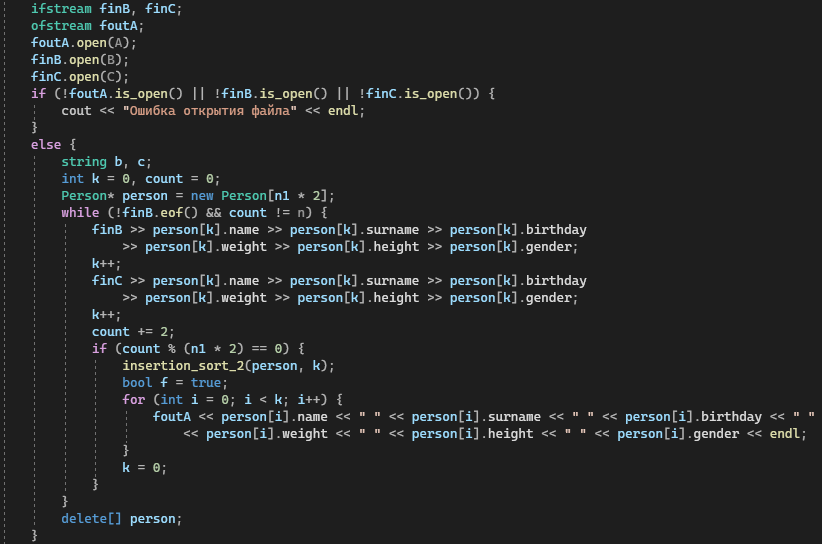 ifstream finB, finC;
ofstream foutA;
foutA.open(A);
finB.open(B);
finC.open(C);
if (!foutA.is_open() || !finB.is_open() || !finC.is_open()) {
cout << "Ошибка открытия файла" << endl;
}
else {
string b, c;
int k = 0, count = 0;
Person* person = new Person[n1 * 2];
while (!finB.eof() && count != n) {
finB >> person[k].name >> person[k].surname >> person[k].birthday
>> person[k].weight >> person[k].height >> person[k].gender;
k++;
finC >> person[k].name >> person[k].surname >> person[k].birthday
>> person[k].weight >> person[k].height >> person[k].gender;
k++;
count += 2;
if (count % (n1 * 2) == 0) {
insertion_sort_2(person, k);
bool f = true;
for (int i = 0; i < k; i++) {
foutA << person[i].name << " " << person[i].surname << " " << person[i].birthday << " "
<< person[i].weight << " " << person[i].height << " " << person[i].gender << endl;
}
k = 0;
}
}
delete[] person;
}